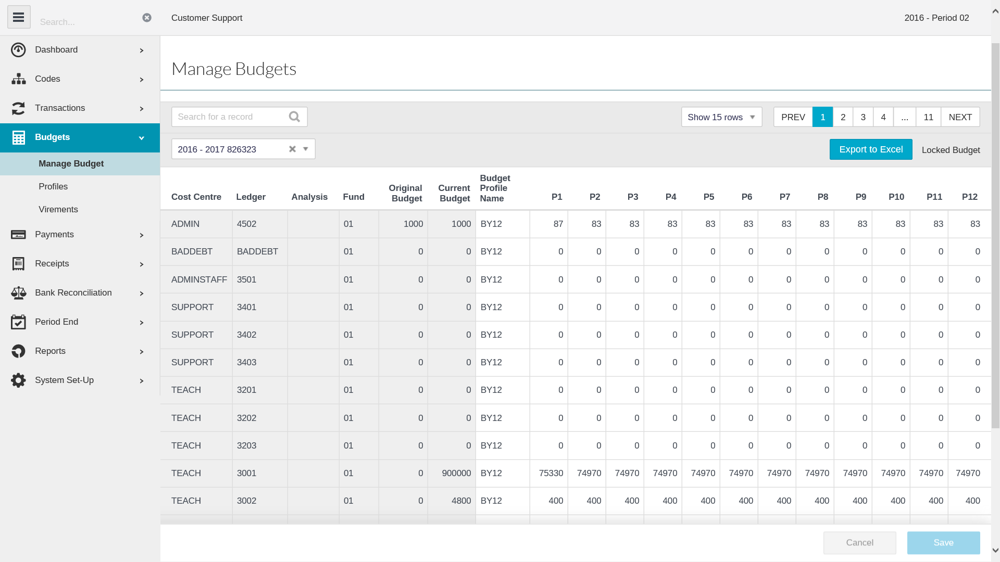 Search...
Customer Support
2016 - Period 02
Dashboard
Codes
Transactions
Budgets
Manage Budget
Profiles
Virements
Payments
Receipts
Bank Reconciliation
Period End
Reports
System Set-Up
Manage Budgets
Search for a record
Show 15 rows
PREV 1 2 3 4 ... 11 NEXT
2016 - 2017 826323
Export to Excel
Locked Budget
Cost Centre Ledger Analysis Fund Original Budget Current Budget Budget Profile Name P1 P2 P3 P4 P5 P6 P7 P8 P9 P10 P11 P12
ADMIN 4502 01 1000 1000 BY12 87 83 83 83 83 83 83 83 83 83 83 83
BADDEBT BADDEBT 01 0 0 BY12 0 0 0 0 0 0 0 0 0 0 0 0
ADMINSTAFF 3501 01 0 0 BY12 0 0 0 0 0 0 0 0 0 0 0 0
SUPPORT 3401 01 0 0 BY12 0 0 0 0 0 0 0 0 0 0 0 0
SUPPORT 3402 01 0 0 BY12 0 0 0 0 0 0 0 0 0 0 0 0
SUPPORT 3403 01 0 0 BY12 0 0 0 0 0 0 0 0 0 0 0 0
TEACH 3201 01 0 0 BY12 0 0 0 0 0 0 0 0 0 0 0 0
TEACH 3202 01 0 0 BY12 0 0 0 0 0 0 0 0 0 0 0 0
TEACH 3203 01 0 0 BY12 0 0 0 0 0 0 0 0 0 0 0 0
TEACH 3001 01 0 900000 BY12 75330 74970 74970 74970 74970 74970 74970 74970 74970 74970 74970 74970
TEACH 3002 01 0 4800 BY12 400 400 400 400 400 400 400 400 400 400 400 400
Cancel
Save